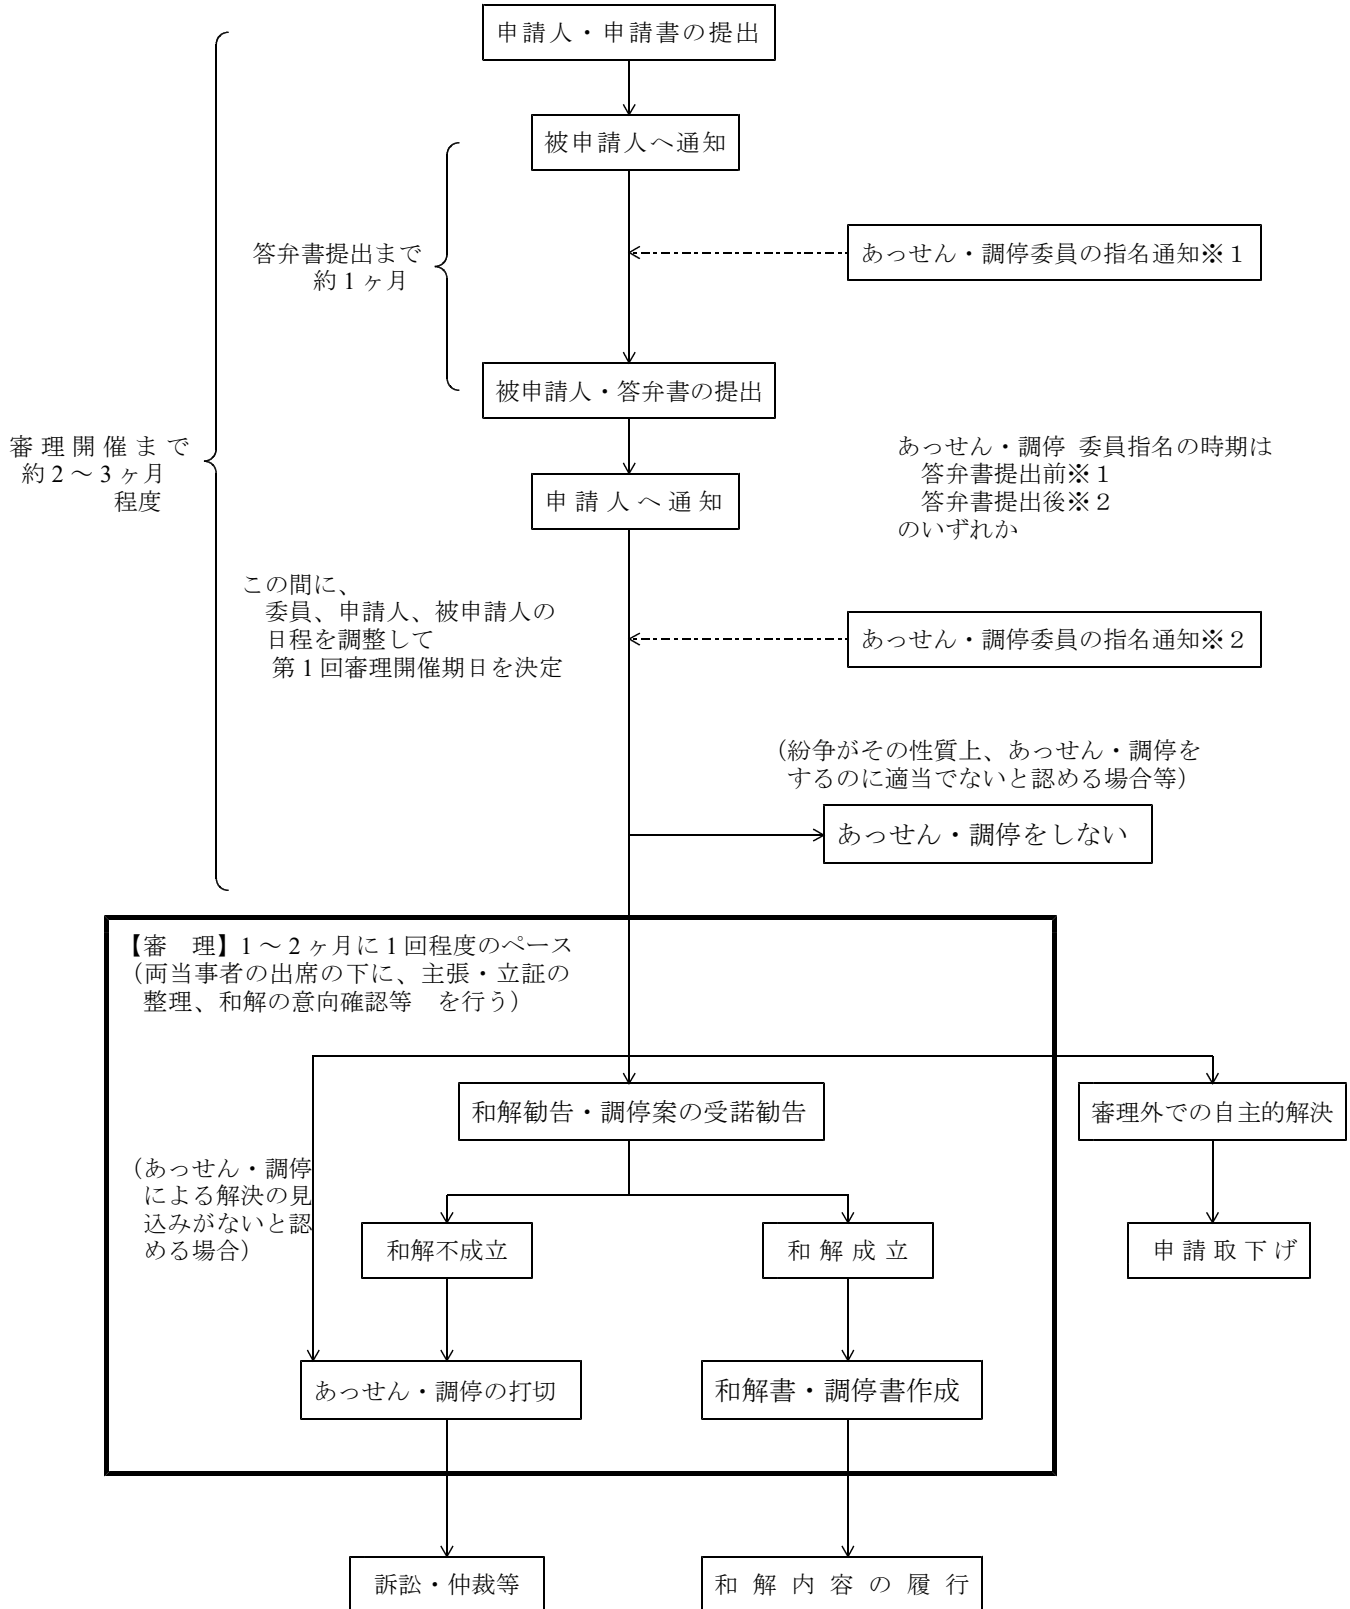 申請人・申請書の提出
被申請人へ通知
答弁書提出まで
約1ヶ月
あっせん・調停委員の指名通知※１
被申請人・答弁書の提出
審理開催まで
約2～3ヶ月
程度
申請人へ通知
あっせん・調停 委員指名の時期は
答弁書提出前※１
答弁書提出後※２
のいずれか
この間に、
委員、申請人、被申請人の
日程を調整して
第1回審理開催期日を決定
あっせん・調停委員の指名通知※２
（紛争がその性質上、あっせん・調停を
するのに適当でないと認める場合等）
あっせん・調停をしない
【審　理】1～2ヶ月に1回程度のペース
（両当事者の出席の下に、主張・立証の
整理、和解の意向確認等　を行う）
和解勧告・調停案の受諾勧告
審理外での自主的解決
（あっせん・調停
による解決の見
込みがないと認
める場合）
和解不成立
和解成立
申請取下げ
あっせん・調停の打切
和解書・調停書作成
訴訟・仲裁等
和解内容の履行